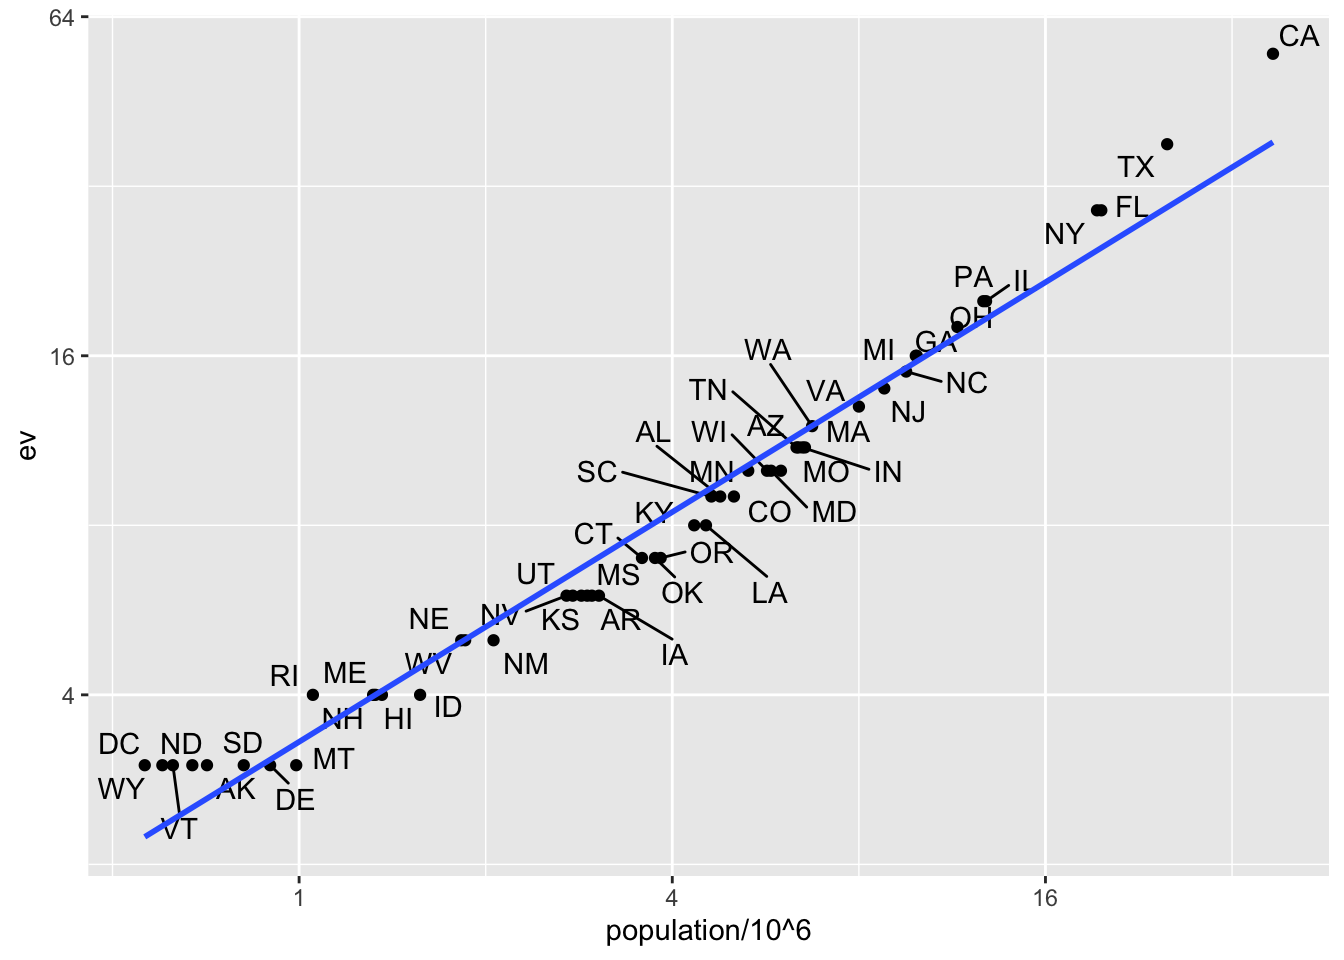 64
CA
TX
FL
NY
PA
IL
OH
WA
MI
GA
16
NC
TN
VA
NJ
AL
WI
AZ
MA
SC
MN
MO
IN
KY
CO
MD
CT
OR
UT
MS
OK
LA
NE
NV
KS
AR
IA
RI
ME
WV
NM
4
NH
HI
ID
DC
ND
SD
MT
WY
AK
DE
VT
ev
1
4
16
population/10^6